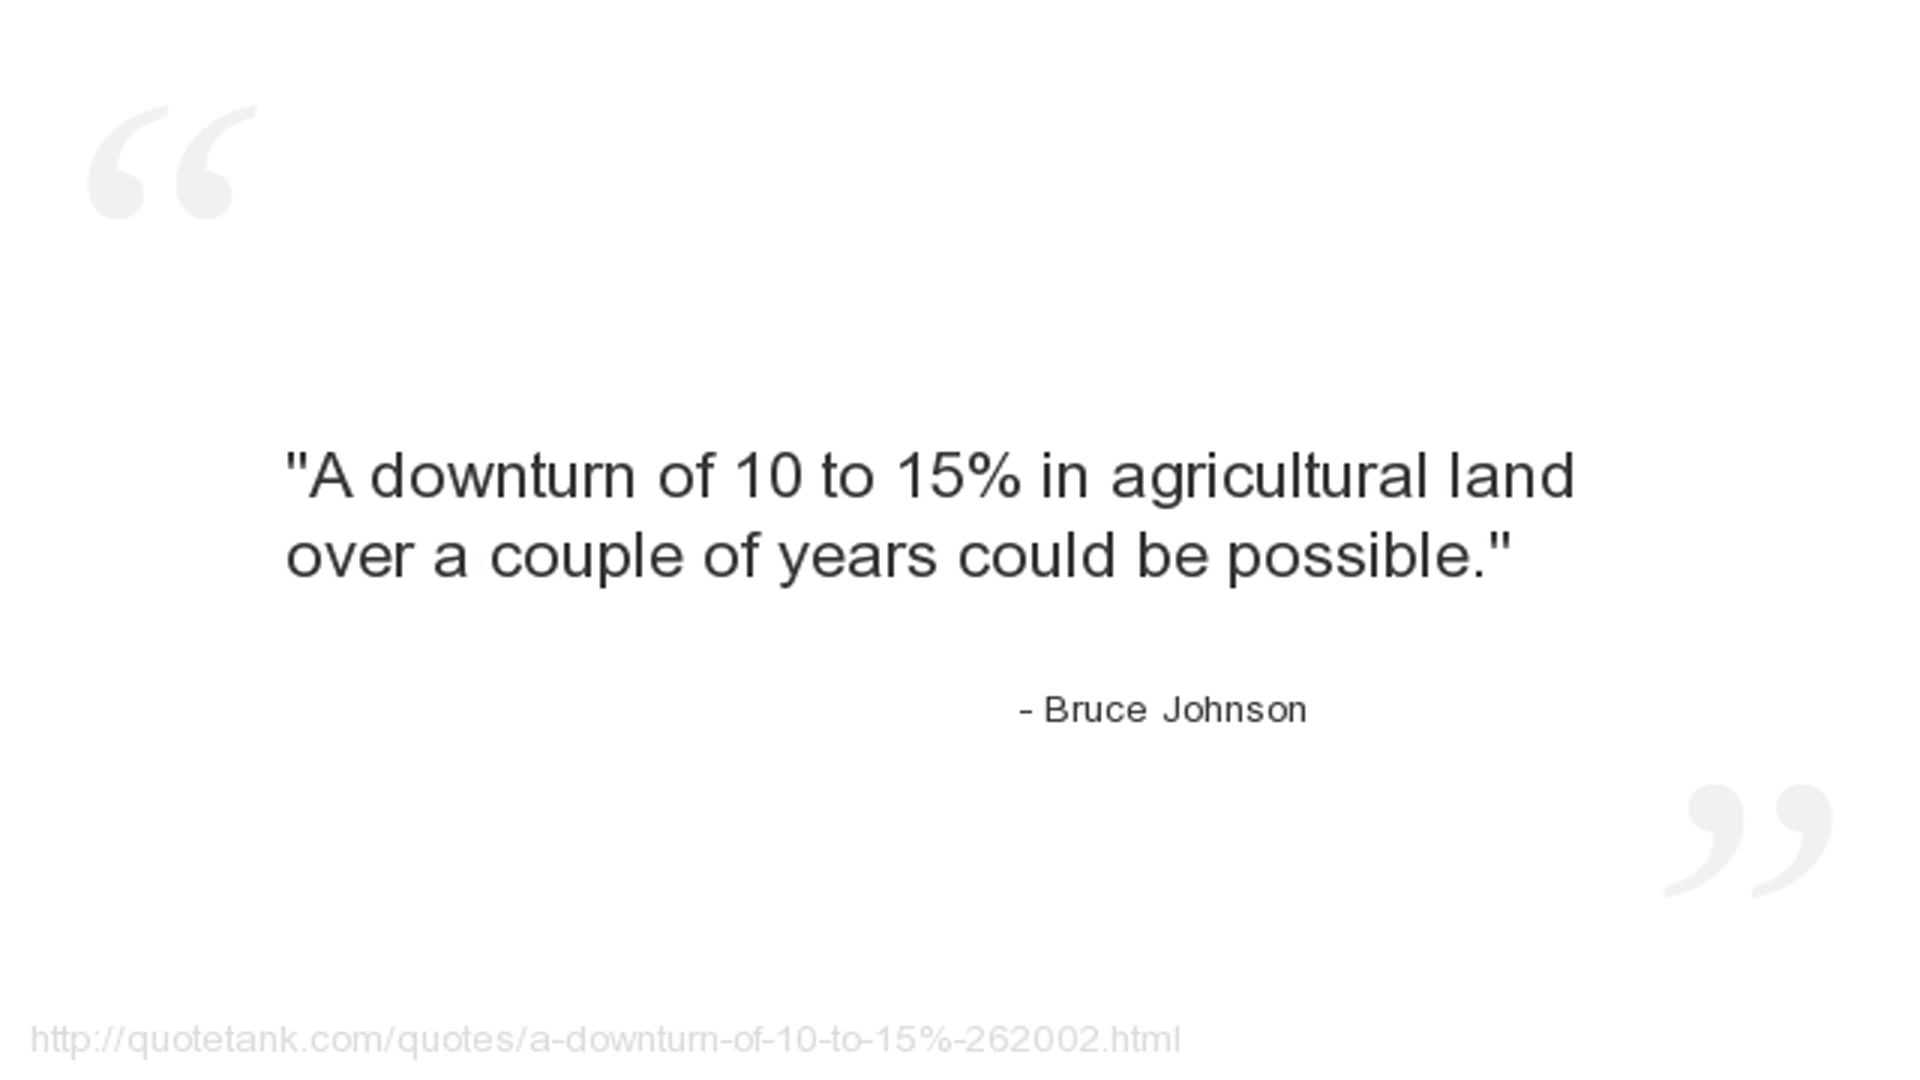 "A downturn of 10 to 15% in agricultural land
over a couple of years could be possible."
- Bruce Johnson
http://quotetank.com/quotes/a-downturn-of-10-to-15%-262002.html